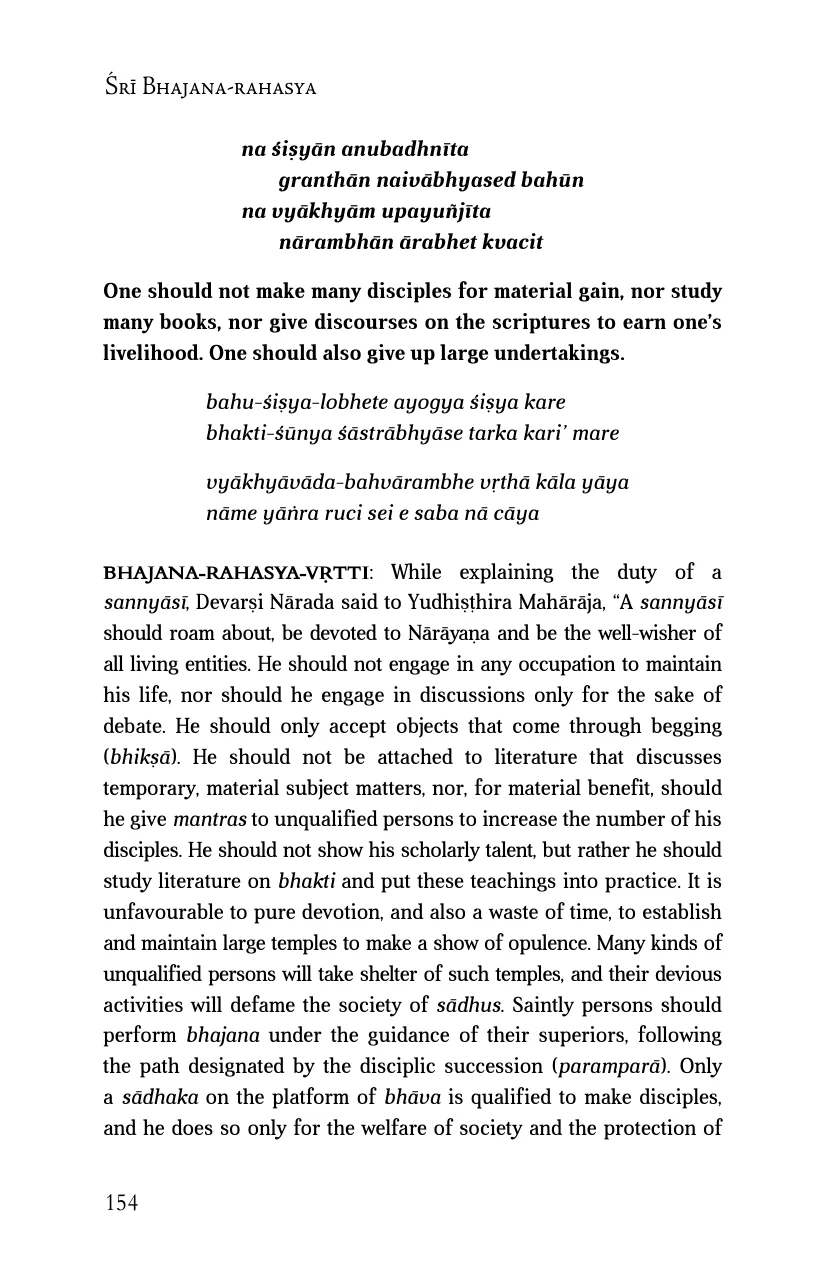 Śrī Bhajana-rahasya
na śiṣyān anubadhnīta
granthān naivābhyased bahūn
na vyākhyām upayuñjīta
nārambhān ārabhet kvacit
One should not make many disciples for material gain, nor study
many books, nor give discourses on the scriptures to earn one’s
livelihood. One should also give up large undertakings.
bahu-śiṣya-lobhete ayogya śiṣya kare
bhakti-śūnya śāstrābhyāse tarka kari’ mare
vyākhyāvāda-bahvārambhe vṛthā kāla yāya
nāme yāṅra ruci sei e saba nā cāya
BHAJANA-RAHASYA-VṚTTI: While explaining the duty of a
sannyāsī, Devarṣi Nārada said to Yudhiṣṭhira Mahārāja, “A sannyāsī
should roam about, be devoted to Nārāyaṇa and be the well-wisher of
all living entities. He should not engage in any occupation to maintain
his life, nor should he engage in discussions only for the sake of
debate. He should only accept objects that come through begging
(bhikṣā). He should not be attached to literature that discusses
temporary, material subject matters, nor, for material benefit, should
he give mantras to unqualified persons to increase the number of his
disciples. He should not show his scholarly talent, but rather he should
study literature on bhakti and put these teachings into practice. It is
unfavourable to pure devotion, and also a waste of time, to establish
and maintain large temples to make a show of opulence. Many kinds of
unqualified persons will take shelter of such temples, and their devious
activities will defame the society of sādhus. Saintly persons should
perform bhajana under the guidance of their superiors, following
the path designated by the disciplic succession (paramparā). Only
a sādhaka on the platform of bhāva is qualified to make disciples,
and he does so only for the welfare of society and the protection of
154